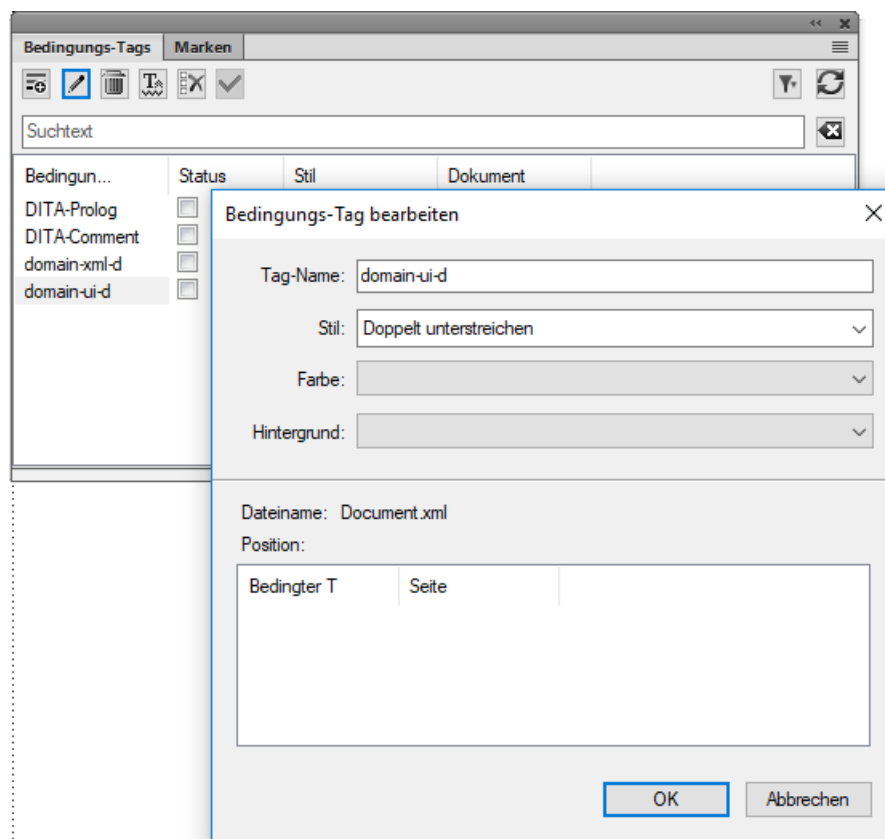 Bedingungs-Tags Marken
Suchtext
Bedingun... Status Stil Dokument
DITA-Prolog
DITA-Comment
domain-xml-d
domain-ui-d
Bedingungs-Tag bearbeiten
Tag-Name: domain-ui-d
Stil: Doppelt unterstreichen
Farbe:
Hintergrund:
Dateiname: Document.xml
Position:
Bedingter T Seite
OK Abbrechen